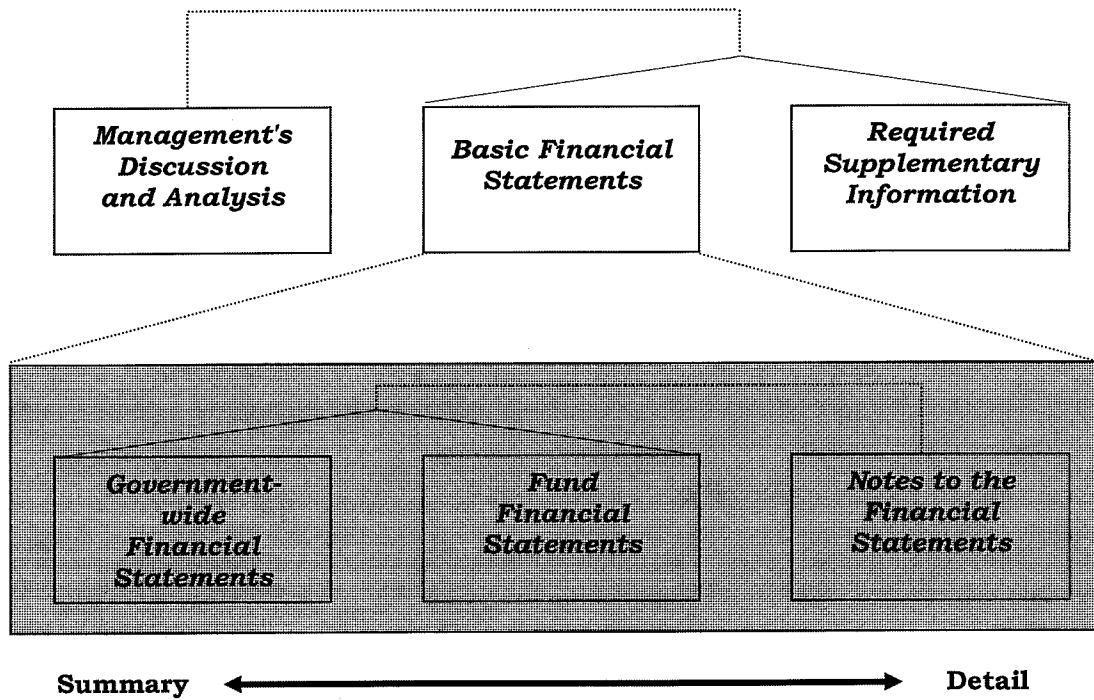 Management's
Discussion
and Analysis
Basic Financial
Statements
Required
Supplementary
Information
Government-
wide
Financial
Statements
Fund
Financial
Statements
Notes to the
Financial
Statements
Summary
Detail